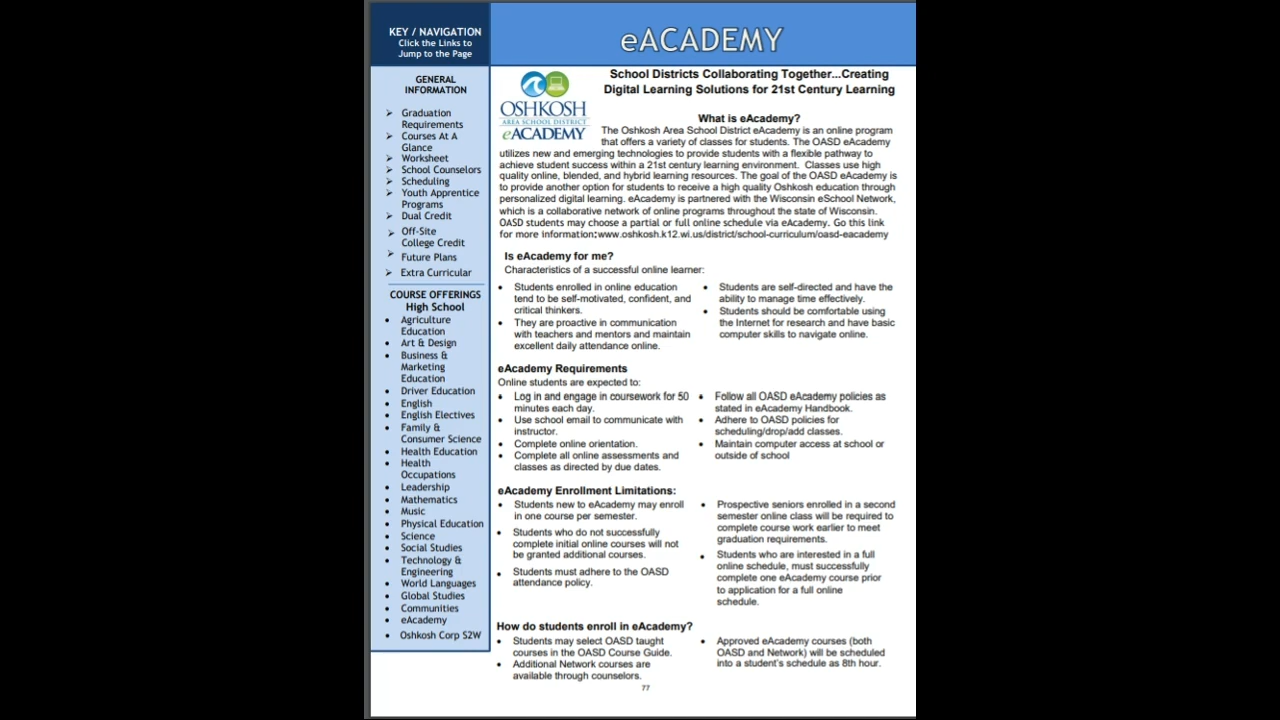 KEY / NAVIGATION
Click the Links to
Jump to the Page
GENERAL
INFORMATION
Graduation
Requirements
Courses At A
Glance
Worksheet
School Counselors
Scheduling
Youth Apprentice
Programs
Dual Credit
Off-Site
College Credit
Future Plans
Extra Curricular
COURSE OFFERINGS
High School
Agriculture
Education
Art & Design
Business &
Marketing
Education
Driver Education
English
English Electives
Family &
Consumer Science
Health Education
Health
Occupations
Leadership
Mathematics
Music
Physical Education
Science
Social Studies
Technology &
Engineering
World Languages
Global Studies
Communities
eAcademy
Oshkosh Corp S2W
eACADEMY
OSHKOSH
AREA SCHOOL DISTRICT
eACADEMY
School Districts Collaborating Together...Creating
Digital Learning Solutions for 21st Century Learning
What is eAcademy?
The Oshkosh Area School District eAcademy is an online program
that offers a variety of classes for students. The OASD eAcademy
utilizes new and emerging technologies to provide students with a flexible pathway to
achieve student success within a 21st century learning environment. Classes use high
quality online, blended, and hybrid learning resources. The goal of the OASD eAcademy is
to provide another option for students to receive a high quality Oshkosh education through
personalized digital learning. eAcademy is partnered with the Wisconsin eSchool Network,
which is a collaborative network of online programs throughout the state of Wisconsin.
OASD students may choose a partial or full online schedule via eAcademy. Go this link
for more information:www.oshkosh.k12.wi.us/district/school-curriculum/oasd-eacademy
Is eAcademy for me?
Characteristics of a successful online learner:
Students enrolled in online education
tend to be self-motivated, confident, and
critical thinkers.
They are proactive in communication
with teachers and mentors and maintain
excellent daily attendance online.
Students are self-directed and have the
ability to manage time effectively.
Students should be comfortable using
the Internet for research and have basic
computer skills to navigate online.
eAcademy Requirements
Online students are expected to:
Log in and engage in coursework for 50
minutes each day.
Use school email to communicate with
instructor.
Complete online orientation.
Complete all online assessments and
classes as directed by due dates.
Follow all OASD eAcademy policies as
stated in eAcademy Handbook.
Adhere to OASD policies for
scheduling/drop/add classes.
Maintain computer access at school or
outside of school
eAcademy Enrollment Limitations:
Students new to eAcademy may enroll
in one course per semester.
Students who do not successfully
complete initial online courses will not
be granted additional courses.
Students must adhere to the OASD
attendance policy.
Prospective seniors enrolled in a second
semester online class will be required to
complete course work earlier to meet
graduation requirements.
Students who are interested in a full
online schedule, must successfully
complete one eAcademy course prior
to application for a full online
schedule.
How do students enroll in eAcademy?
Students may select OASD taught
courses in the OASD Course Guide.
Additional Network courses are
available through counselors.
Approved eAcademy courses (both
OASD and Network) will be scheduled
into a student's schedule as 8th hour.
77